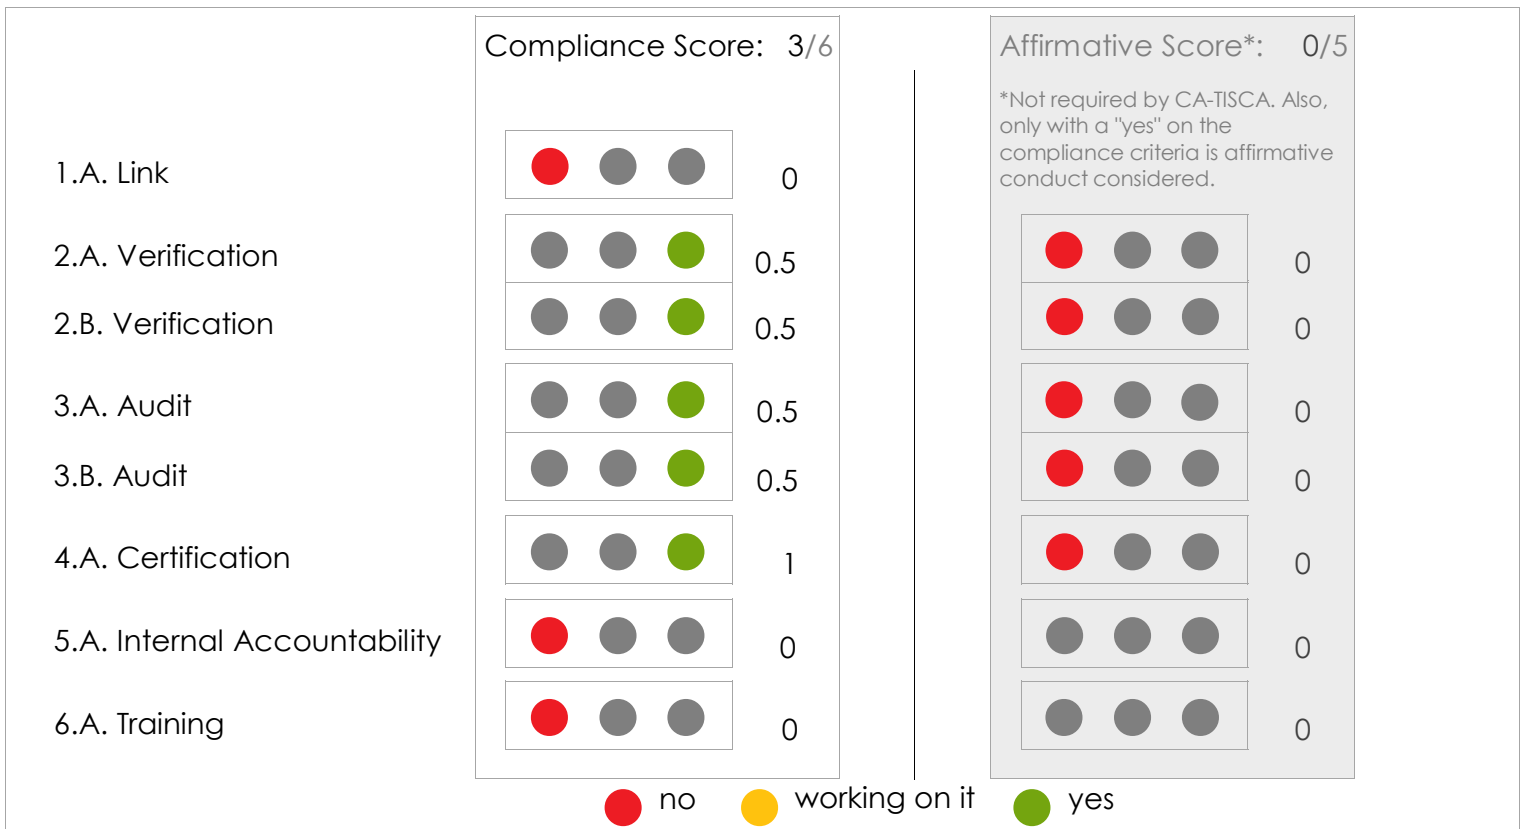 Compliance Score: 3/6
Affirmative Score*: 0/5
*Not required by CA-TISCA. Also,
only with a "yes" on the
compliance criteria is affirmative
conduct considered.
1.A. Link 0
2.A. Verification 0.5 0
2.B. Verification 0.5 0
3.A. Audit 0.5 0
3.B. Audit 0.5 0
4.A. Certification 1 0
5.A. Internal Accountability 0 0
6.A. Training 0 0
no working on it yes